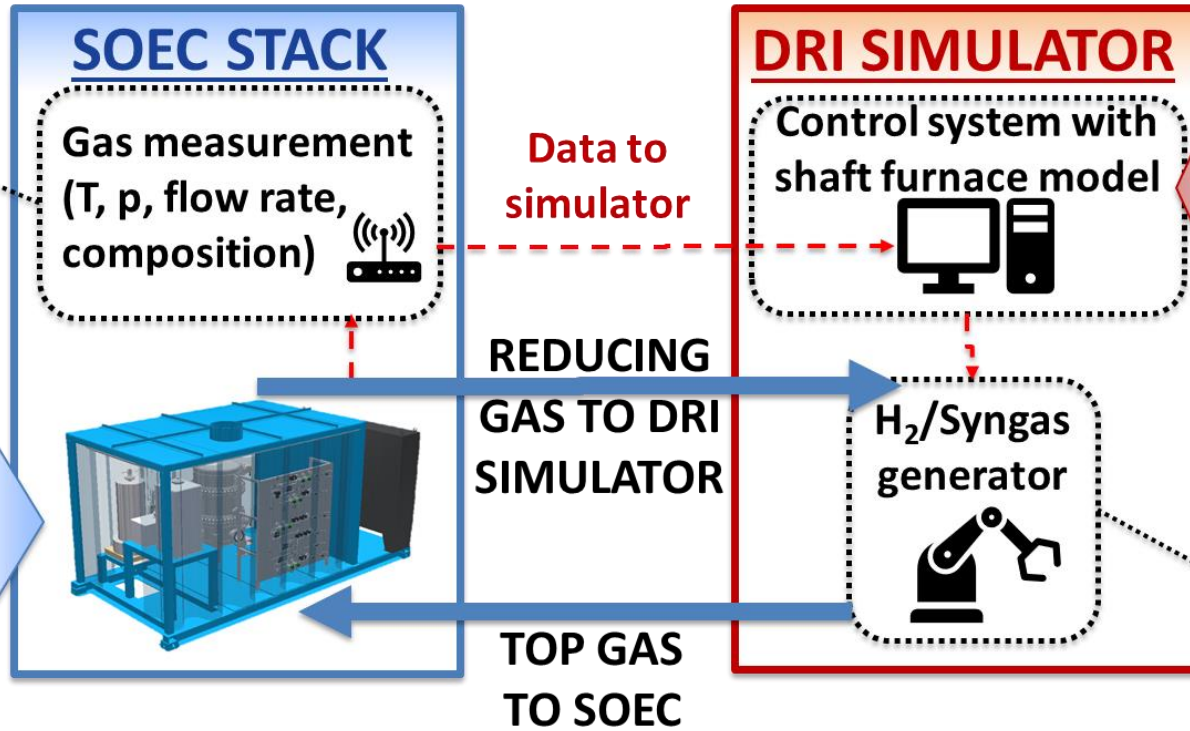 SOEC STACK
Gas measurement
(T, p, flow rate,
composition)
Data to
simulator
DRI SIMULATOR
Control system with
shaft furnace model
REDUCING
GAS TO DRI
SIMULATOR
H₂/Syngas
generator
TOP GAS
TO SOEC